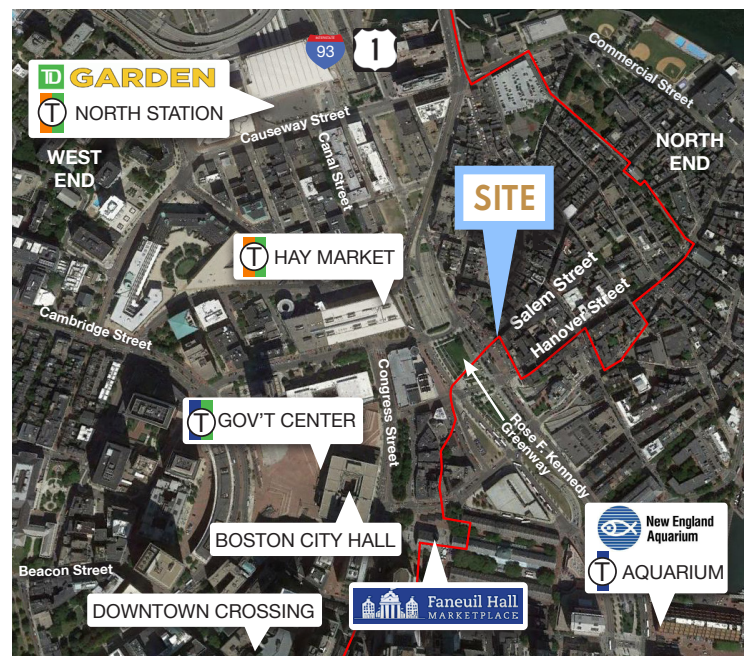 INTERSTATE
93
1
TD GARDEN
T NORTH STATION
Causeway Street
Canal Street
Commercial Street
WEST
END
NORTH
END
SITE
T HAY MARKET
Salem Street
Hanover Street
Cambridge Street
Congress Street
T GOV'T CENTER
Rose F. Kennedy
Greenway
BOSTON CITY HALL
New England
Aquarium
T AQUARIUM
Beacon Street
DOWNTOWN CROSSING
Faneuil Hall
MARKETPLACE